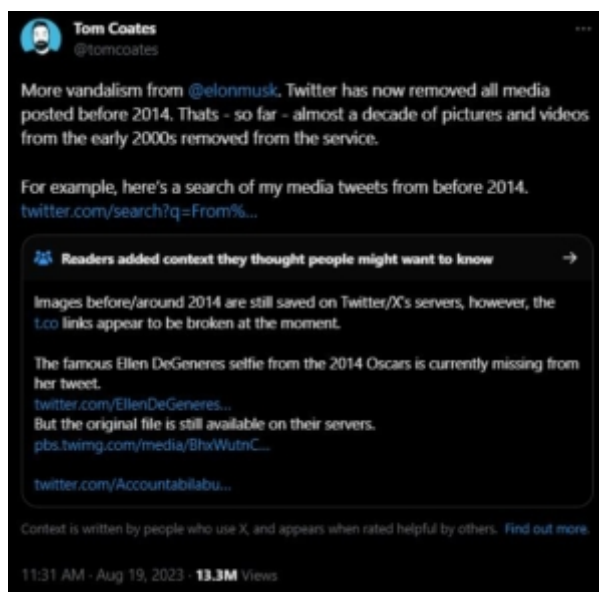 Tom Coates
@tomcoates
More vandalism from @elonmusk. Twitter has now removed all media
posted before 2014. Thats - so far - almost a decade of pictures and videos
from the early 2000s removed from the service.
For example, here's a search of my media tweets from before 2014.
twitter.com/search?q=From%...
Readers added context they thought people might want to know
Images before/around 2014 are still saved on Twitter/X's servers, however, the
t.co links appear to be broken at the moment.
The famous Ellen DeGeneres selfie from the 2014 Oscars is currently missing from
her tweet.
twitter.com/EllenDeGeneres...
But the original file is still available on their servers.
pbs.twimg.com/media/BhxWutnC...
twitter.com/Accountabilabu...
Context is written by people who use X, and appears when rated helpful by others. Find out more.
11:31 AM · Aug 19, 2023 · 13.3M Views